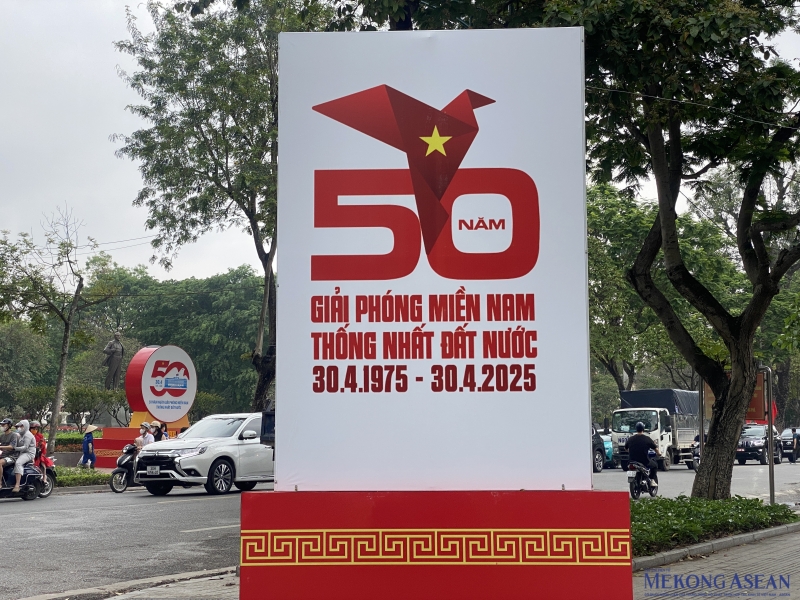 50
NĂM
GIẢI PHÓNG MIỀN NAM
THỐNG NHẤT ĐẤT NƯỚC
30.4.1975 - 30.4.2025
50
MEKONG ASEAN